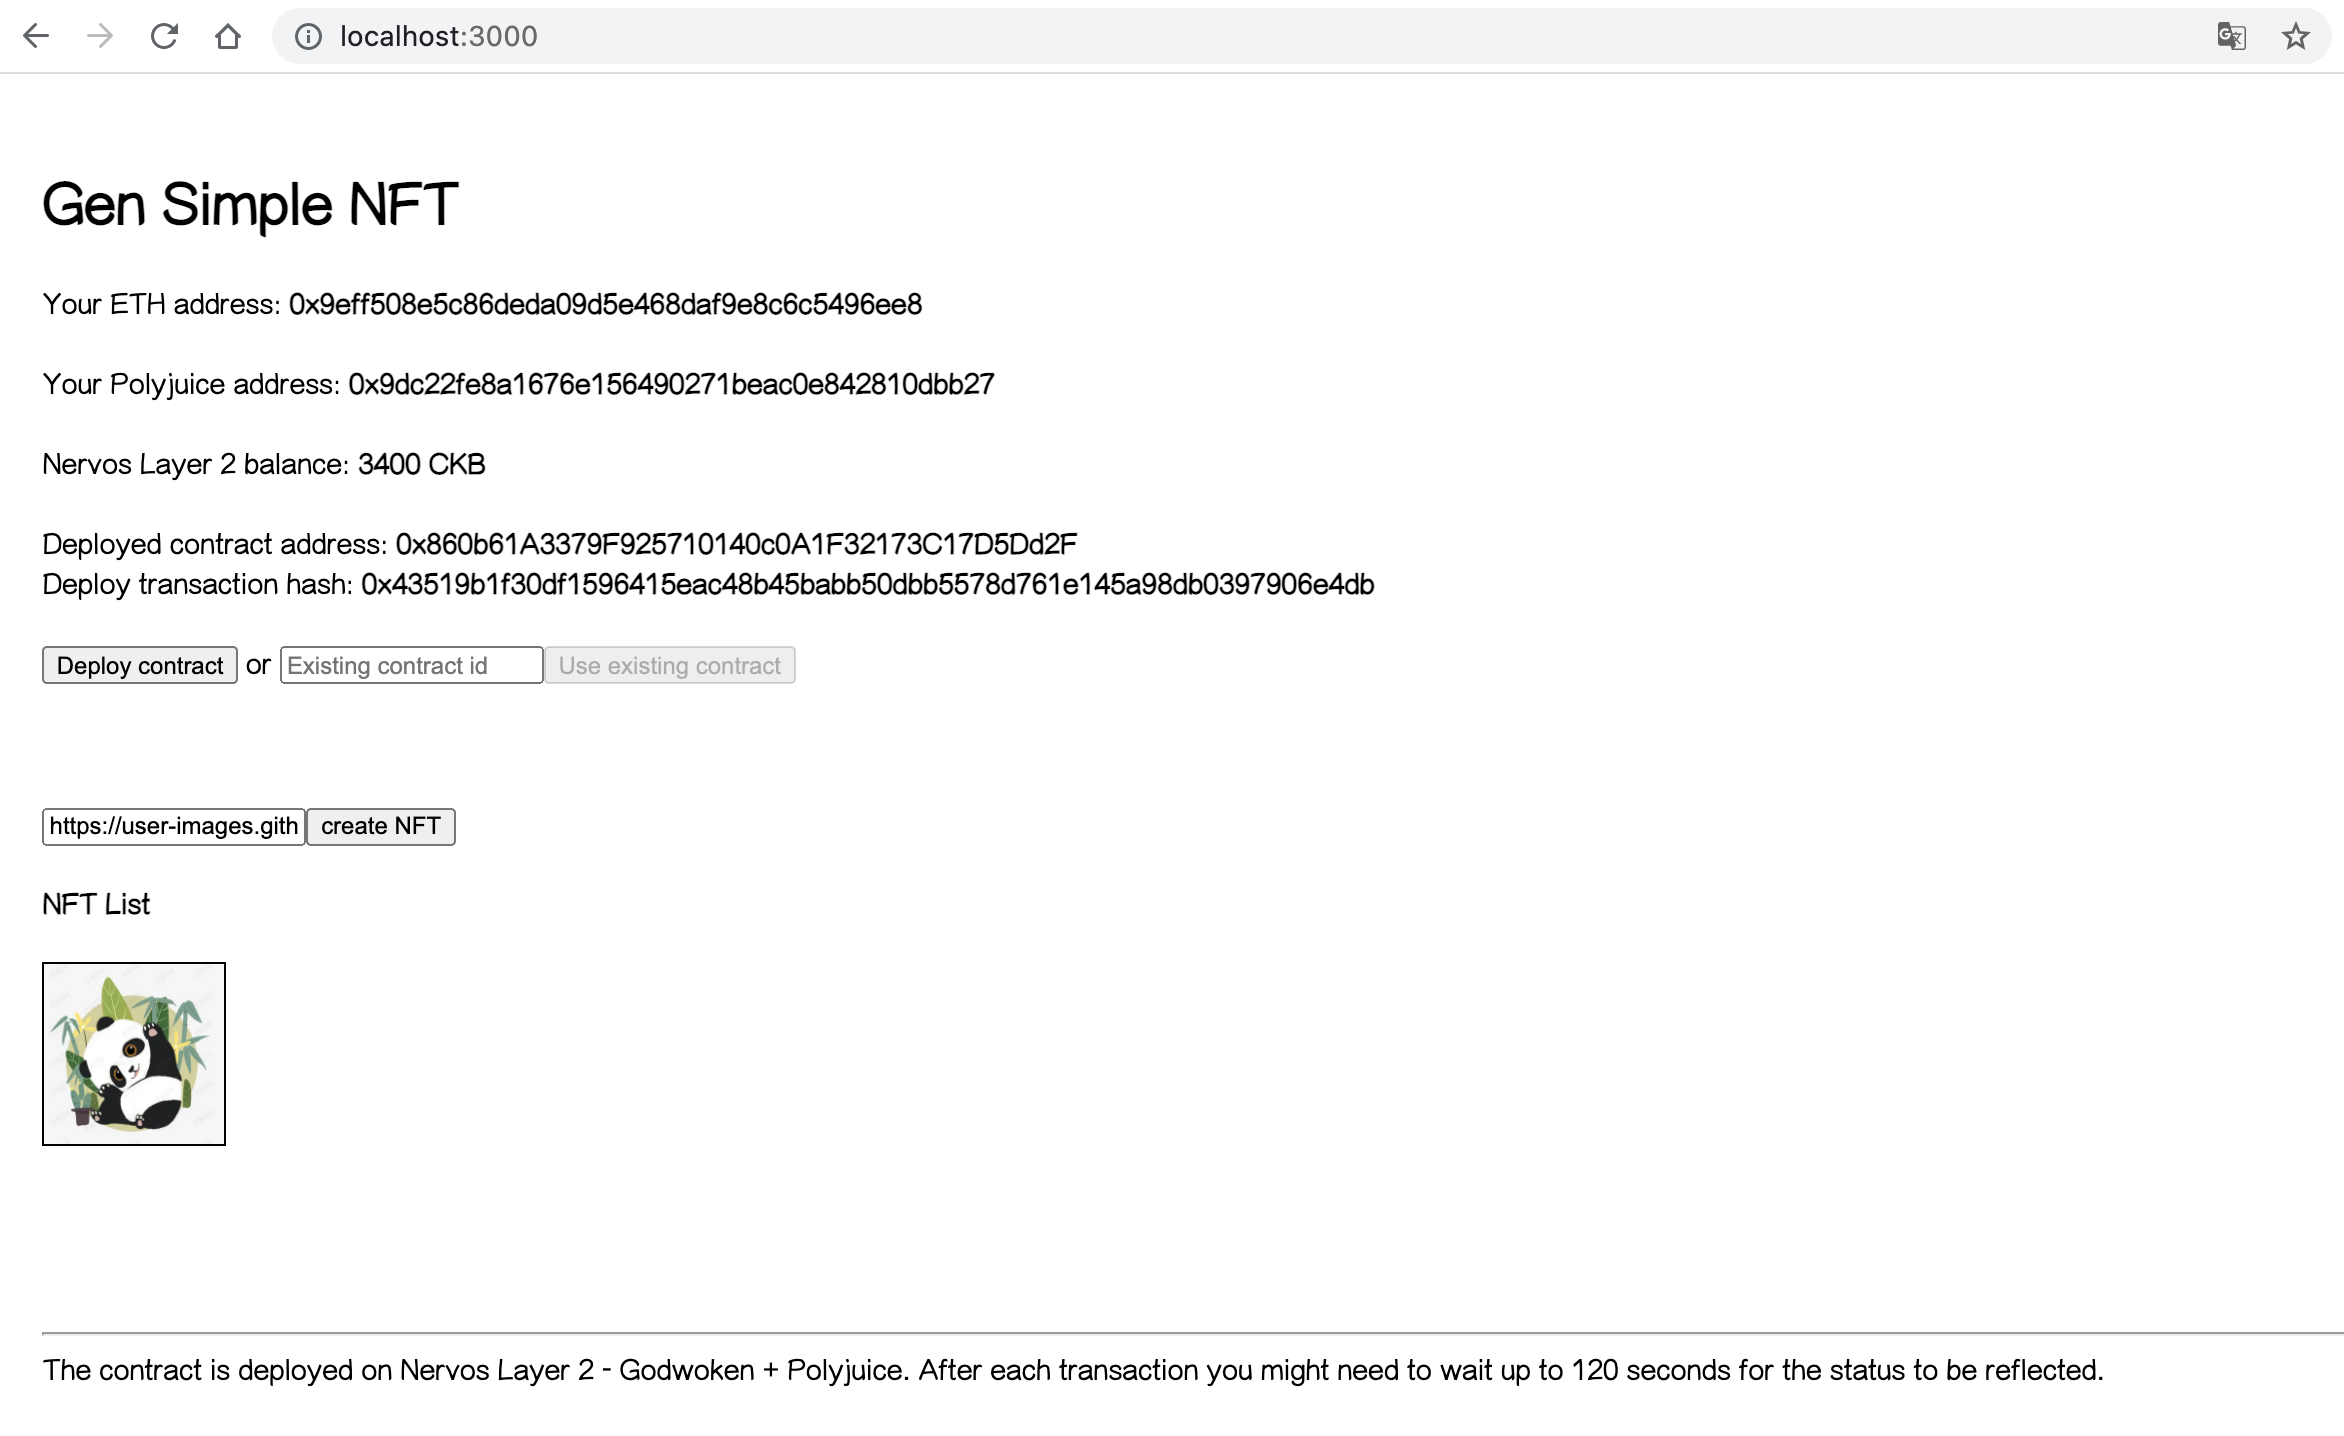 localhost:3000
Gen Simple NFT
Your ETH address: 0x9eff508e5c86deda09d5e468daf9e8c6c5496ee8
Your Polyjuice address: 0x9dc22fe8a1676e156490271beac0e842810dbb27
Nervos Layer 2 balance: 3400 CKB
Deployed contract address: 0x860b61A3379F925710140c0A1F32173C17D5Dd2F
Deploy transaction hash: 0x43519b1f30df1596415eac48b45babb50dbb5578d761e145a98db0397906e4db
Deploy contract or Existing contract id Use existing contract
https://user-images.gith create NFT
NFT List
The contract is deployed on Nervos Layer 2 - Godwoken + Polyjuice. After each transaction you might need to wait up to 120 seconds for the status to be reflected.